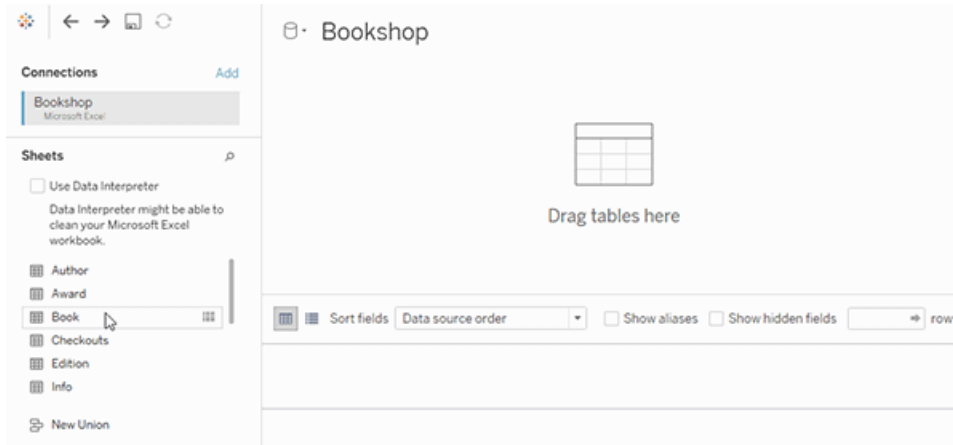 Bookshop
Connections
Add
Bookshop
Microsoft Excel
Sheets
Use Data Interpreter
Data Interpreter might be able to
clean your Microsoft Excel
workbook.
Author
Award
Book
Checkouts
Edition
Info
New Union
Drag tables here
Sort fields Data source order Show aliases Show hidden fields row